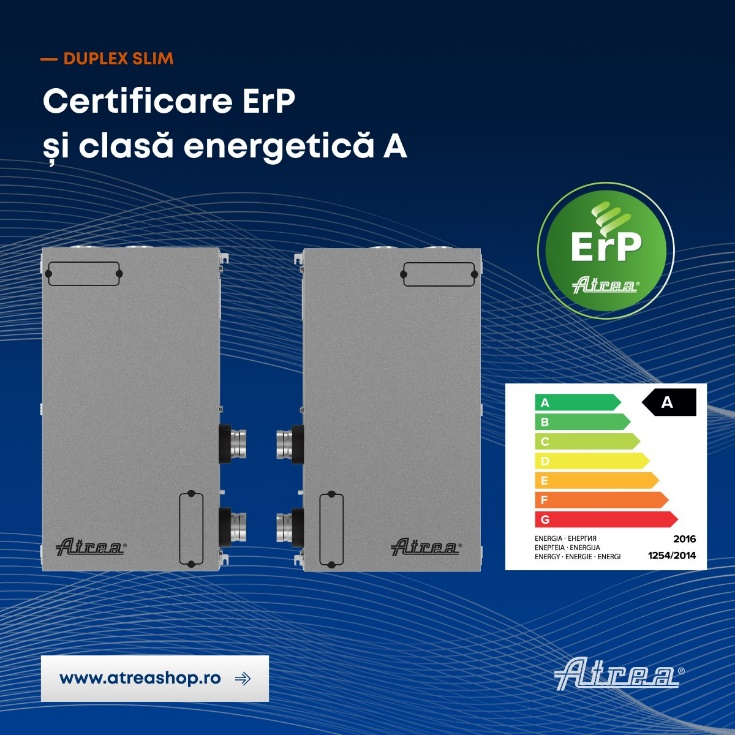 — DUPLEX SLIM
Certificare ErP
și clasă energetică A
ErP
Atrea®
A
A
B
C
D
E
F
G
ENERGIA · ЕНЕРГИЯ
ΕΝΕΡΓΕΙΑ · ENERGIJA
ENERGY · ENERGIE · ENERGI
2016
1254/2014
Atrea®
Atrea®
www.atreashop.ro →
Atrea®